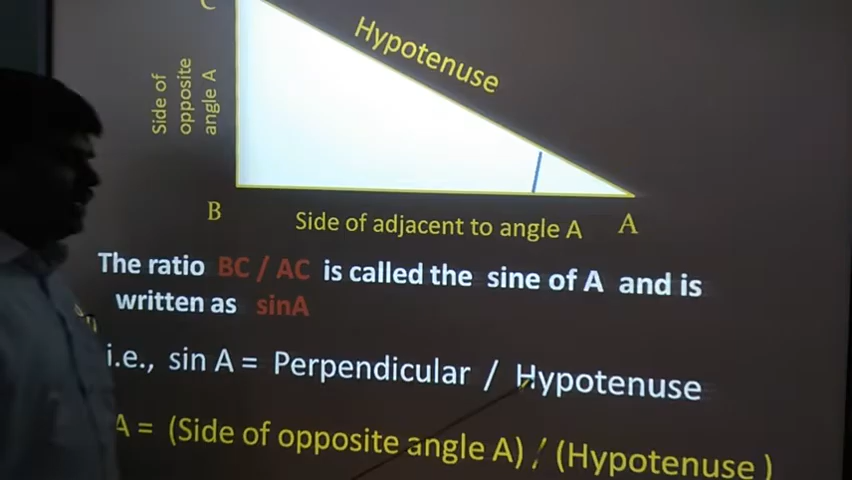 C
Hypotenuse
Side of
opposite
angle A
B
Side of adjacent to angle A
A
The ratio BC / AC is called the sine of A and is
written as sinA
i.e., sin A = Perpendicular / Hypotenuse
A = (Side of opposite angle A) / (Hypotenuse )